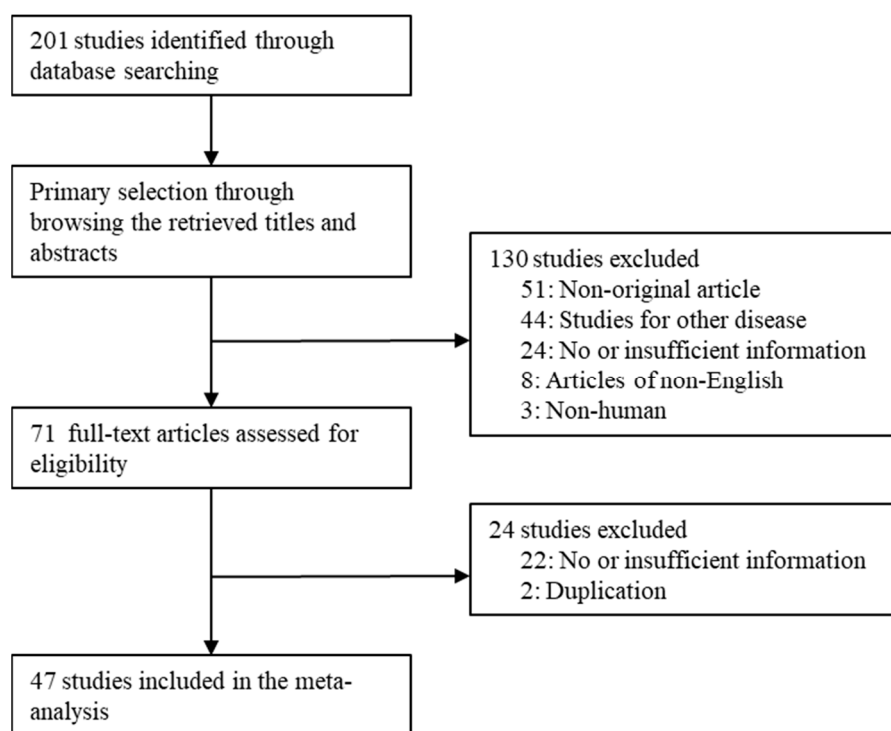 201 studies identified through
database searching
Primary selection through
browsing the retrieved titles and
abstracts
130 studies excluded
51: Non-original article
44: Studies for other disease
24: No or insufficient information
8: Articles of non-English
3: Non-human
71 full-text articles assessed for
eligibility
24 studies excluded
22: No or insufficient information
2: Duplication
47 studies included in the meta-
analysis